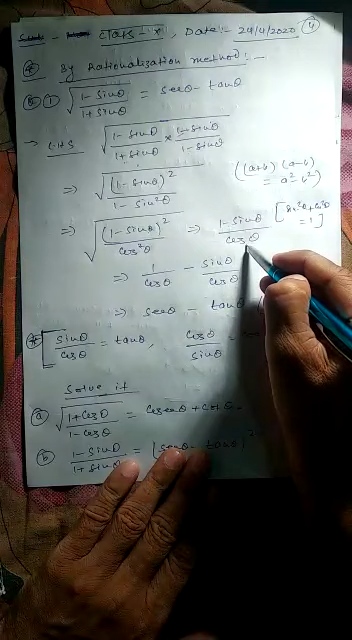 Class - X, Date:- 24/4/2020 ④
By Rationalization method:-
① √(1 - sinθ / 1 + sinθ) = secθ - tanθ
→ LHS √(1 - sinθ / 1 + sinθ × 1 - sinθ / 1 - sinθ)
⇒ √((1 - sinθ)² / 1 - sin²θ) ((a+b) (a-b) = a² - b²)
⇒ √((1 - sinθ)² / cos²θ) ⇒ 1 - sinθ / cosθ [sin²θ + cos²θ = 1]
⇒ 1 / cosθ - sinθ / cosθ
⇒ secθ - tanθ
[sinθ / cosθ = tanθ, cosθ / sinθ =
Solve it
ⓐ √(1 + cosθ / 1 - cosθ) = cosecθ + cotθ
ⓑ 1 - sinθ / 1 + sinθ = (secθ - tanθ)²